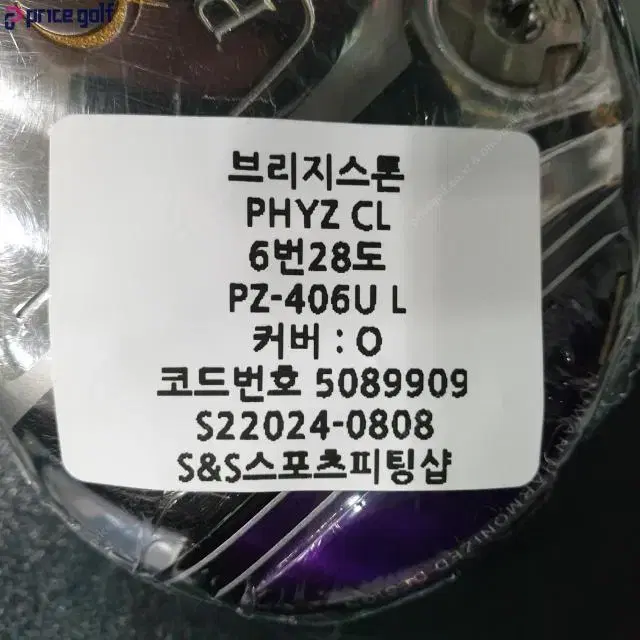 price golf
B
브리지스톤
PHYZ CL
6번28도
PZ-406U L
커버 : O
코드번호 5089909
S22024-0808
S&S스포츠피팅샵